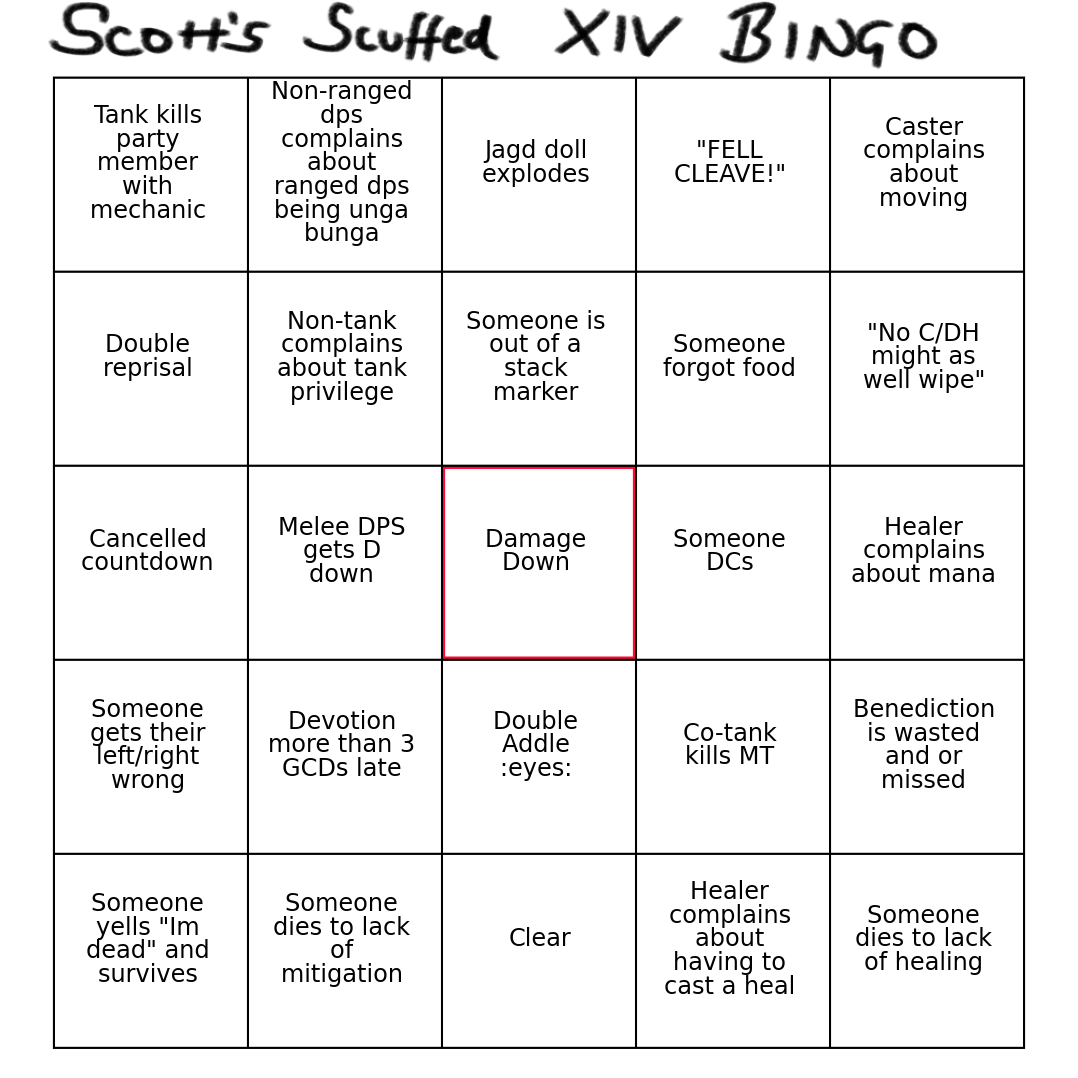 Scott's Scuffed XIV BINGO
Tank kills
party
member
with
mechanic
Non-ranged
dps
complains
about
ranged dps
being unga
bunga
Jagd doll
explodes
"FELL
CLEAVE!"
Caster
complains
about
moving
Double
reprisal
Non-tank
complains
about tank
privilege
Someone is
out of a
stack
marker
Someone
forgot food
"No C/DH
might as
well wipe"
Cancelled
countdown
Melee DPS
gets D
down
Damage
Down
Someone
DCs
Healer
complains
about mana
Someone
gets their
left/right
wrong
Devotion
more than 3
GCDs late
Double
Addle
:eyes:
Co-tank
kills MT
Benediction
is wasted
and or
missed
Someone
yells "Im
dead" and
survives
Someone
dies to lack
of
mitigation
Clear
Healer
complains
about
having to
cast a heal
Someone
dies to lack
of healing